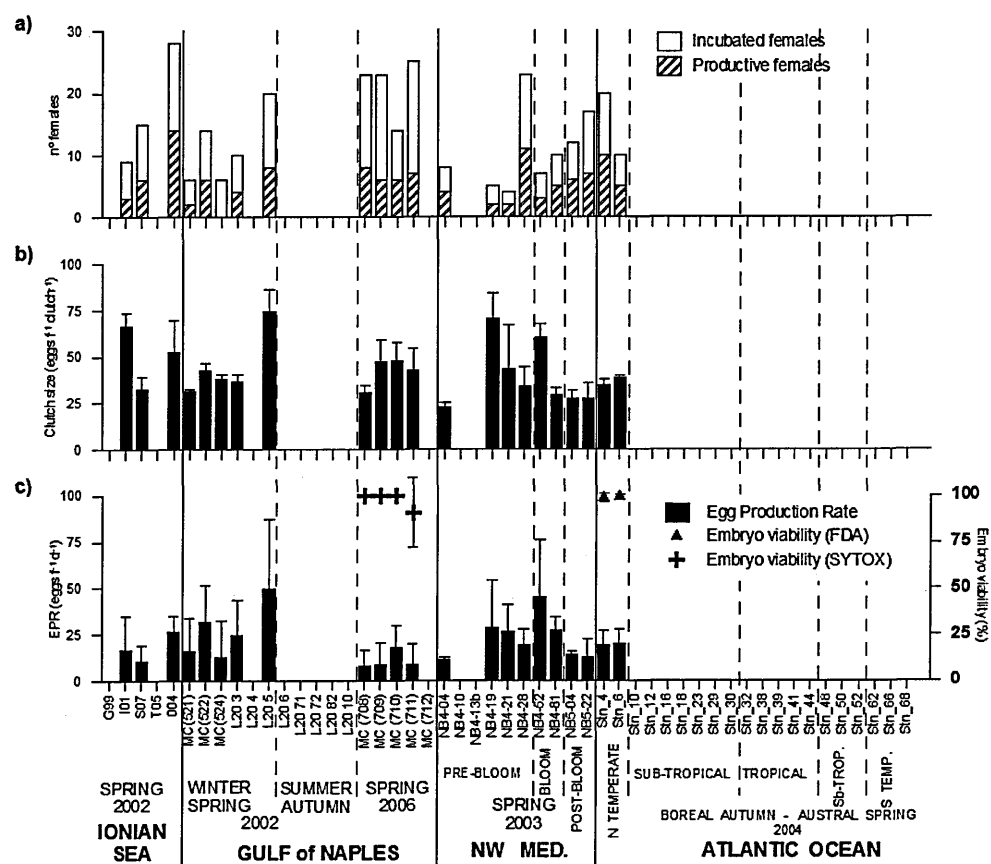 a)
30
20
10
0
nº females
Incubated females
Productive females
b)
100
75
50
25
0
Clutch size (eggs f⁻¹ clutch⁻¹)
c)
100
75
50
25
0
EPR (eggs f⁻¹ d⁻¹)
Egg Production Rate
Embryo viability (FDA)
Embryo viability (SYTOX)
100
75
50
25
0
Embryo viability (%)
G99
I01
S07
T05
004
MC(521)
MC(522)
MC(524)
L20 3
L20 4
L20 5
L20 6
L20 71
L20 72
L20 82
L20 10
MC (708)
MC (709)
MC (710)
MC (711)
MC (712)
NB4-04
NB4-10
NB4-13b
NB4-19
NB4-21
NB4-28
NB4-52
NB4-81
NB5-04
NB5-22
Stn_4
Stn_6
Stn_10
Stn_12
Stn_16
Stn_18
Stn_23
Stn_29
Stn_30
Stn_32
Stn_38
Stn_39
Stn_41
Stn_44
Stn_48
Stn_50
Stn_52
Stn_62
Stn_66
Stn_68
SPRING
2002
WINTER
SPRING
2002
SUMMER
AUTUMN
SPRING
2006
PRE-BLOOM
BLOOM
POST-BLOOM
SPRING
2003
N TEMPERATE
SUB-TROPICAL
TROPICAL
Sb-TROP.
S TEMP.
BOREAL AUTUMN - AUSTRAL SPRING
2004
IONIAN
SEA
GULF of NAPLES
NW MED.
ATLANTIC OCEAN